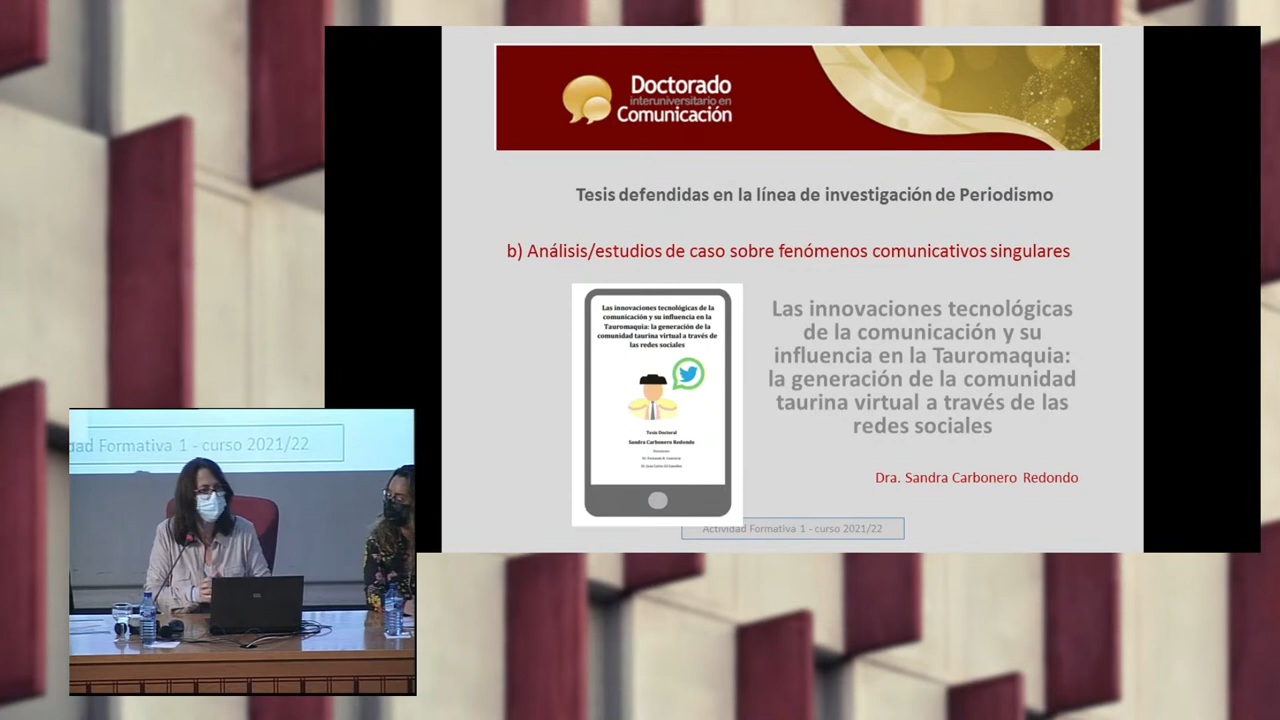 Doctorado
interuniversitario en
Comunicación
Tesis defendidas en la línea de investigación de Periodismo
b) Análisis/estudios de caso sobre fenómenos comunicativos singulares
Las innovaciones tecnológicas de la
comunicación y su influencia en la
Tauromaquia: la generación de la
comunidad taurina virtual a través de
las redes sociales
Tesis Doctoral
Sandra Carbonero Redondo
Las innovaciones tecnológicas
de la comunicación y su
influencia en la Tauromaquia:
la generación de la comunidad
taurina virtual a través de las
redes sociales
Dra. Sandra Carbonero Redondo
Actividad Formativa 1 - curso 2021/22
dad Formativa 1 - curso 2021/22